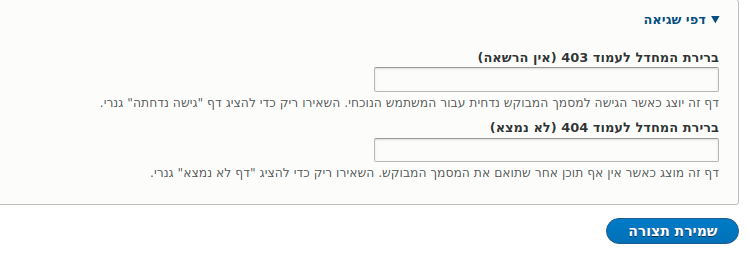 ▼ דפי שגיאה
ברירת המחדל לעמוד 403 (אין הרשאה)
דף זה יוצג כאשר הגישה למסמך המבוקש נדחית עבור המשתמש הנוכחי. השאירו ריק כדי להציג דף "גישה נדחתה" גנרי.
ברירת המחדל לעמוד 404 (לא נמצא)
דף זה מוצג כאשר אין אף תוכן אחר שתואם את המסמך המבוקש. השאירו ריק כדי להציג "דף לא נמצא" גנרי.
שמירת תצורה